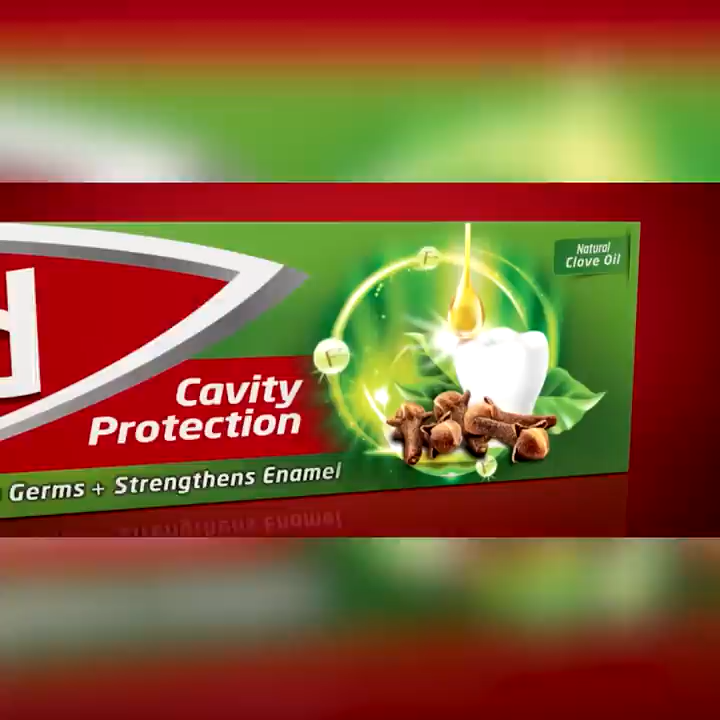 Natural
Clove Oil
d
Cavity
Protection
Germs + Strengthens Enamel
F
F